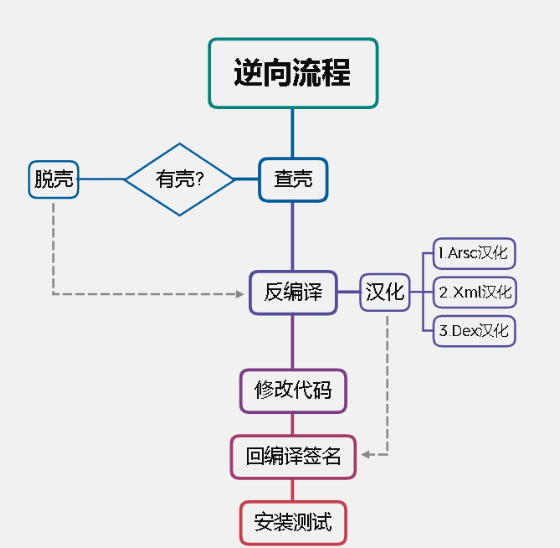 逆向流程
脱壳
有壳?
查壳
反编译
汉化
1.Arsc汉化
2.Xml汉化
3.Dex汉化
修改代码
回编译签名
安装测试